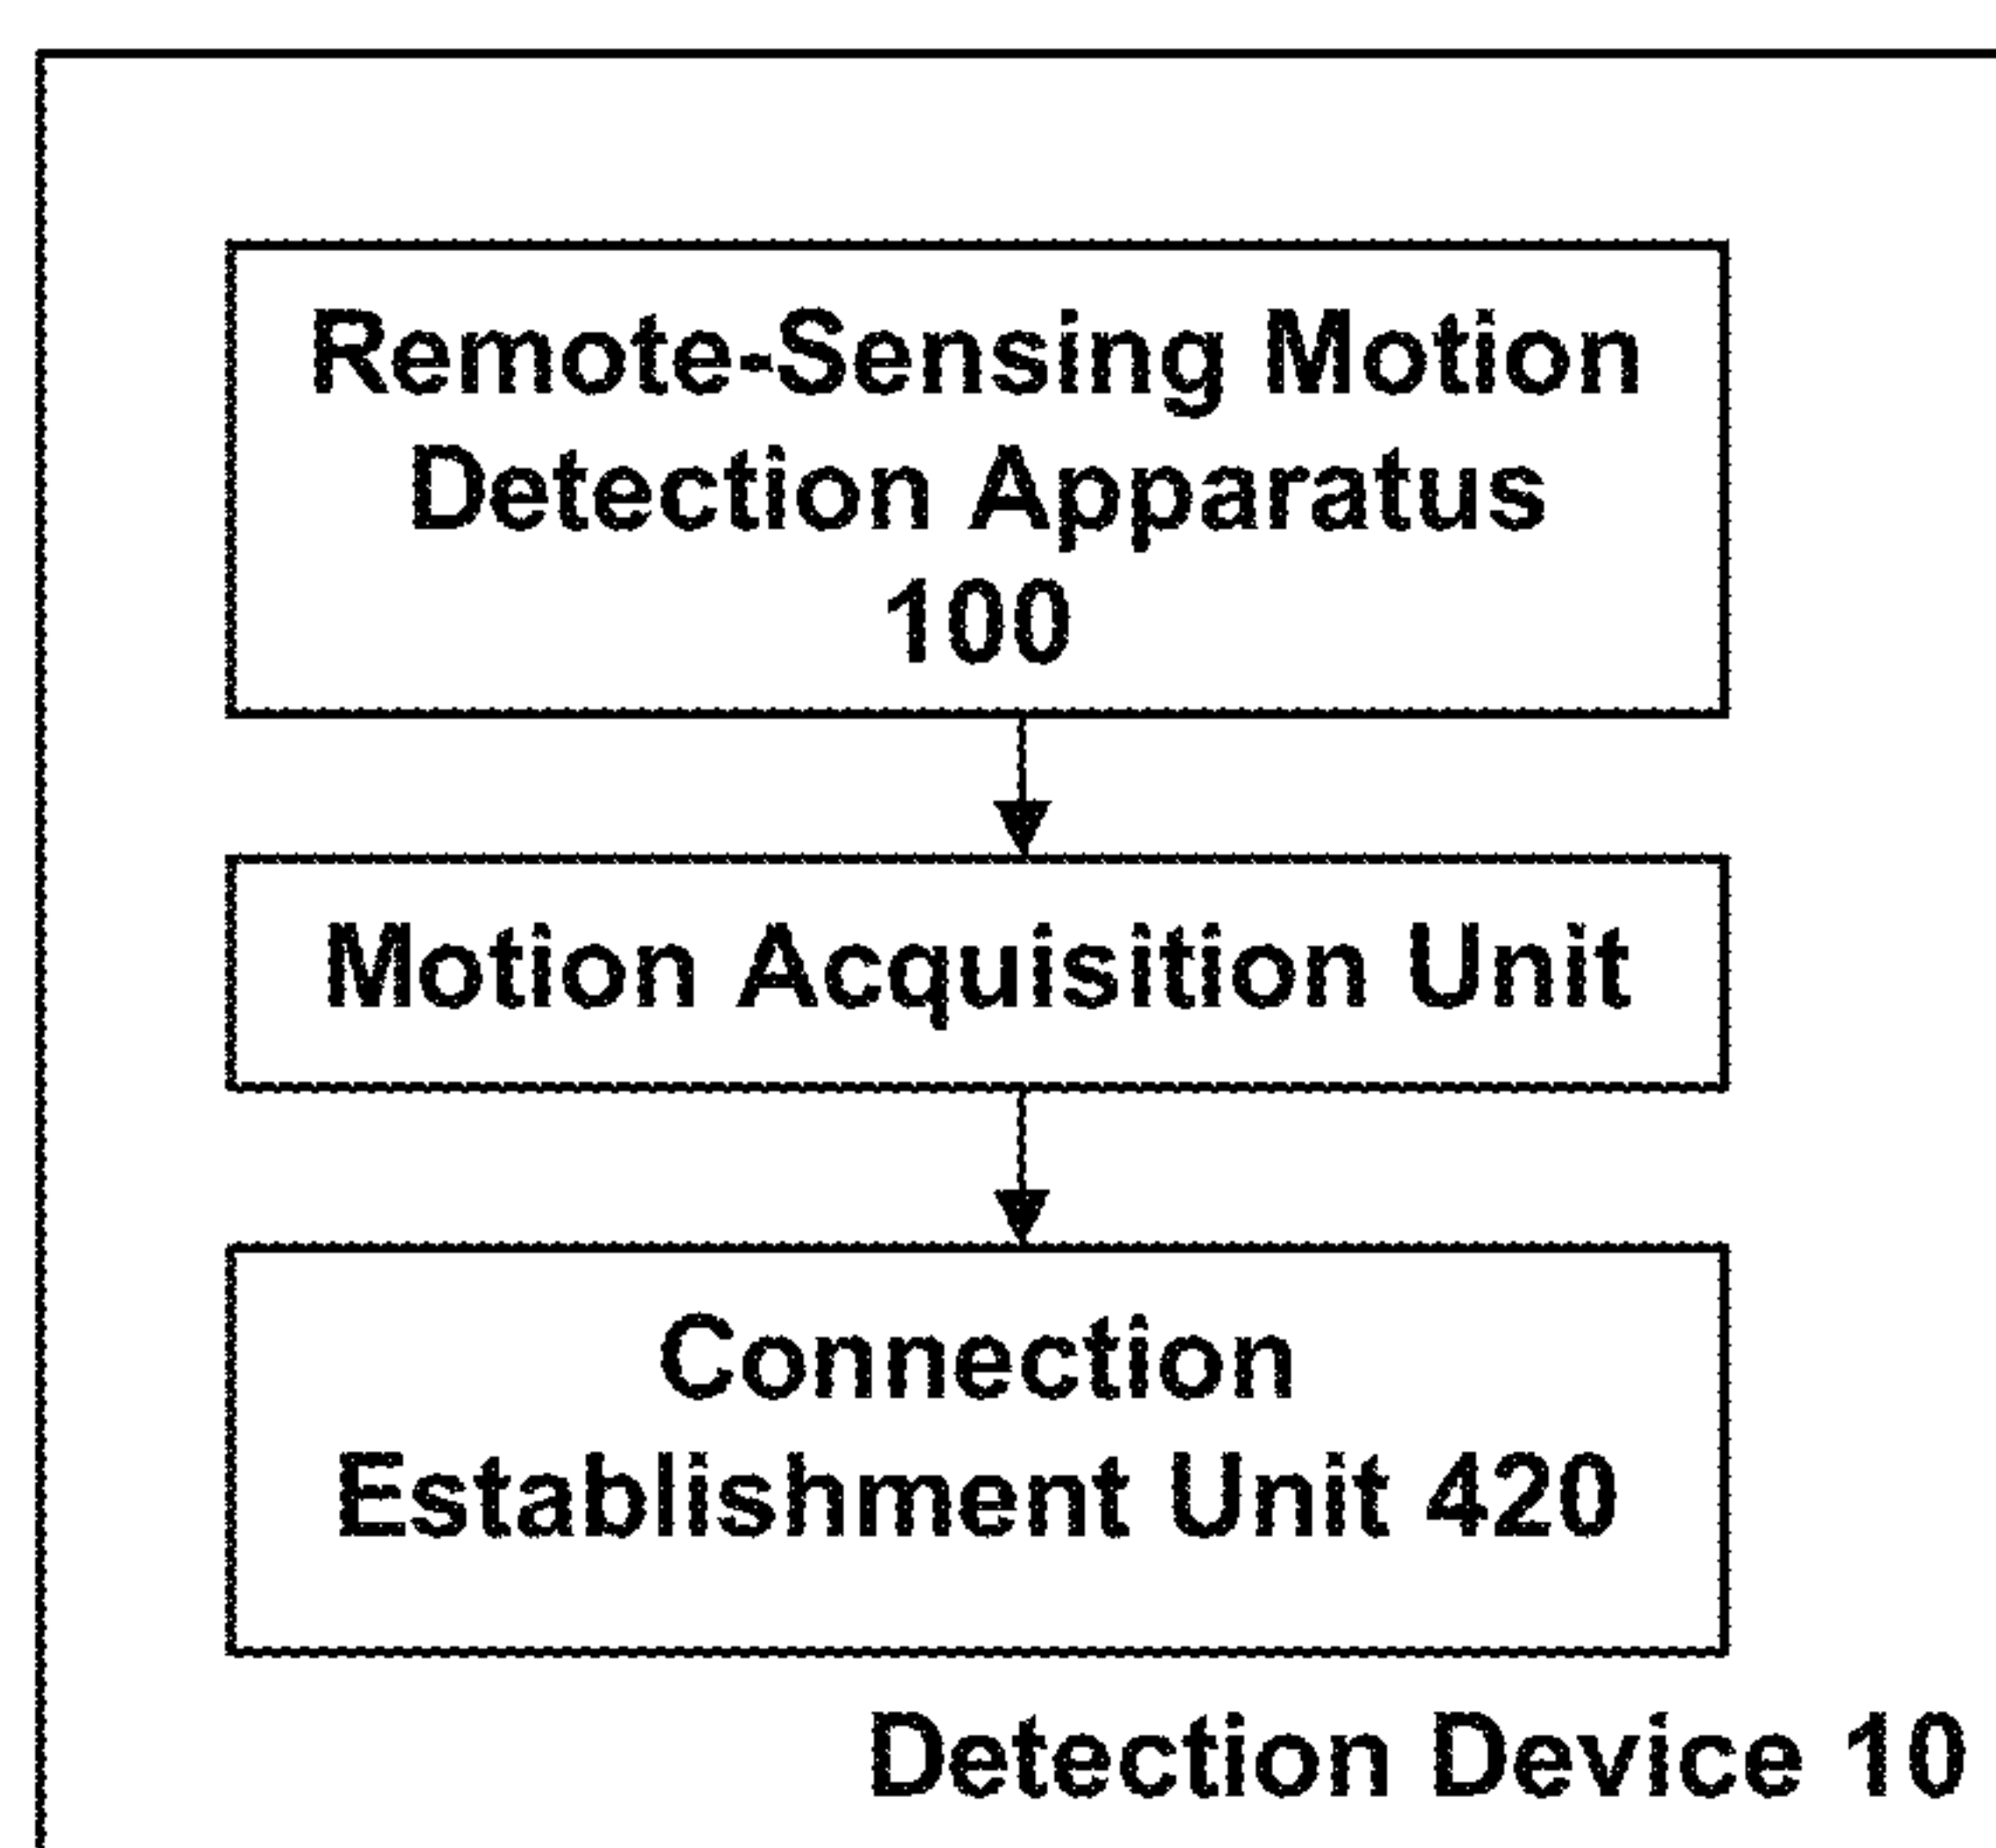 Remote-Sensing Motion
Detection Apparatus
100
Motion Acquisition Unit
Connection
Establishment Unit 420
Detection Device 10